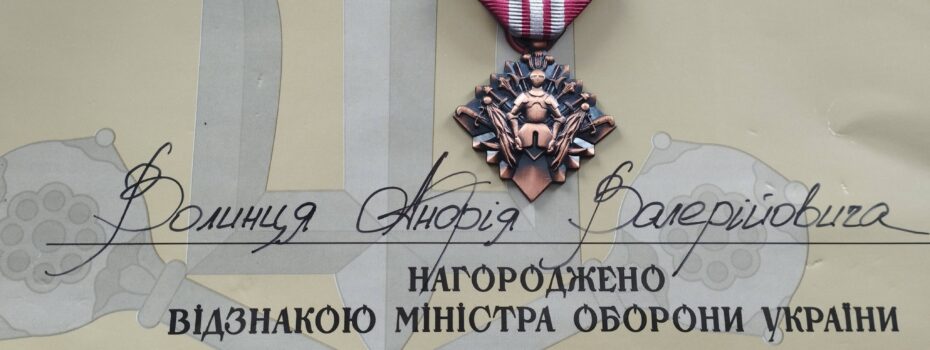 Волинця Андрія Валерійовича
НАГОРОДЖЕНО
ВІДЗНАКОЮ МІНІСТРА ОБОРОНИ УКРАЇНИ